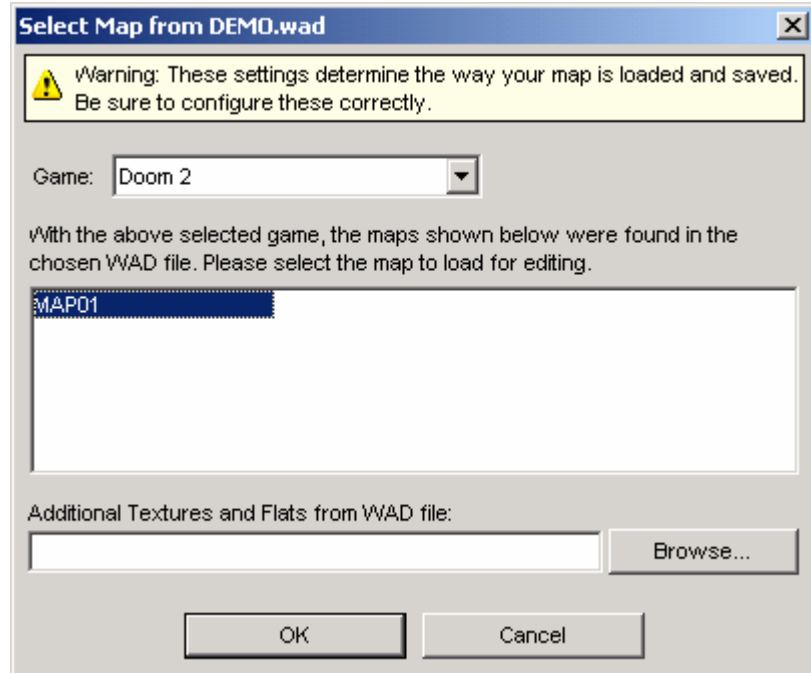 Select Map from DEMO.wad
Warning: These settings determine the way your map is loaded and saved.
Be sure to configure these correctly.
Game: Doom 2
With the above selected game, the maps shown below were found in the
chosen WAD file. Please select the map to load for editing.
MAP01
Additional Textures and Flats from WAD file:
Browse...
OK Cancel